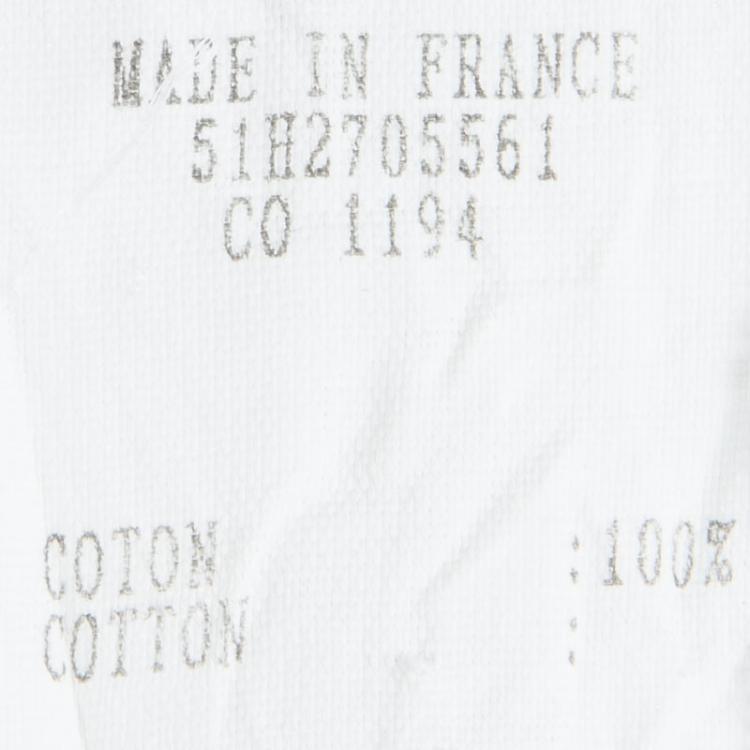 MADE IN FRANCE
51H2705561
CO 1194
COTON :100%
COTTON :